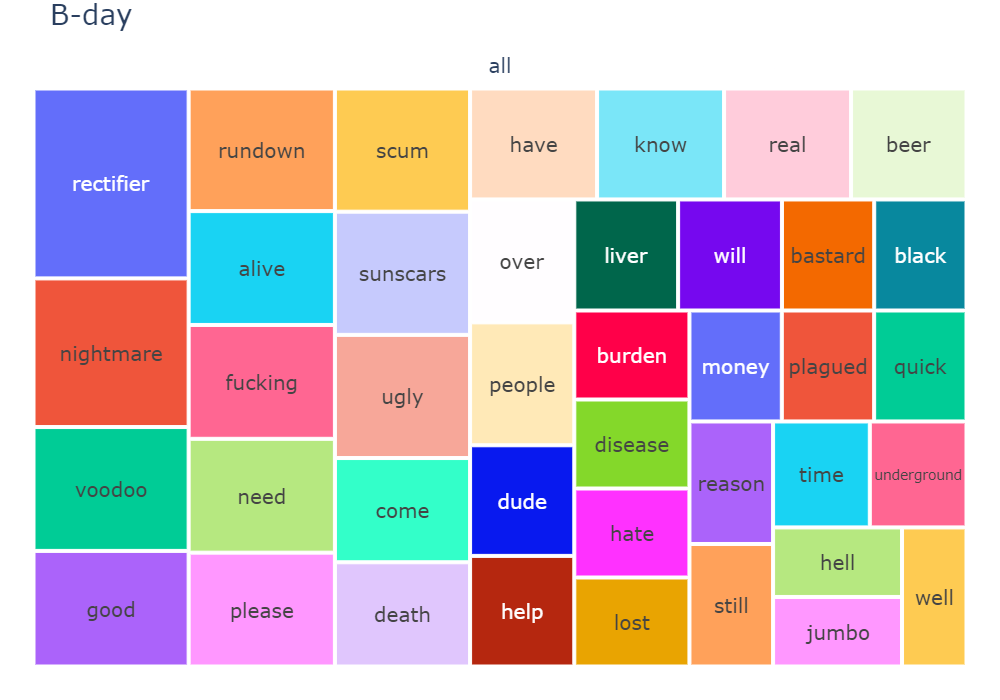 B-day
all
rectifier
nightmare
voodoo
good
rundown
alive
fucking
need
please
scum
sunscars
ugly
come
death
have
know
real
beer
over
people
dude
help
liver
will
bastard
black
burden
disease
hate
lost
money
plagued
quick
reason
still
time
underground
hell
jumbo
well